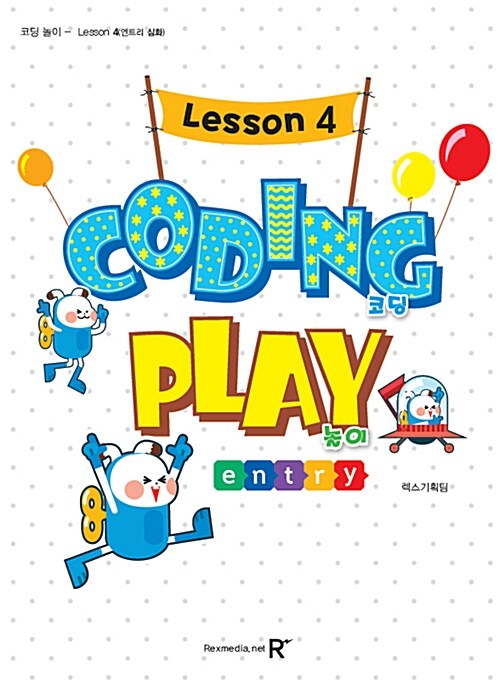 코딩 놀이 - Lesson 4(엔트리 심화)
Lesson 4
CODING
코딩
PLAY
놀이
entry
렉스기획팀
Rexmedia.net R